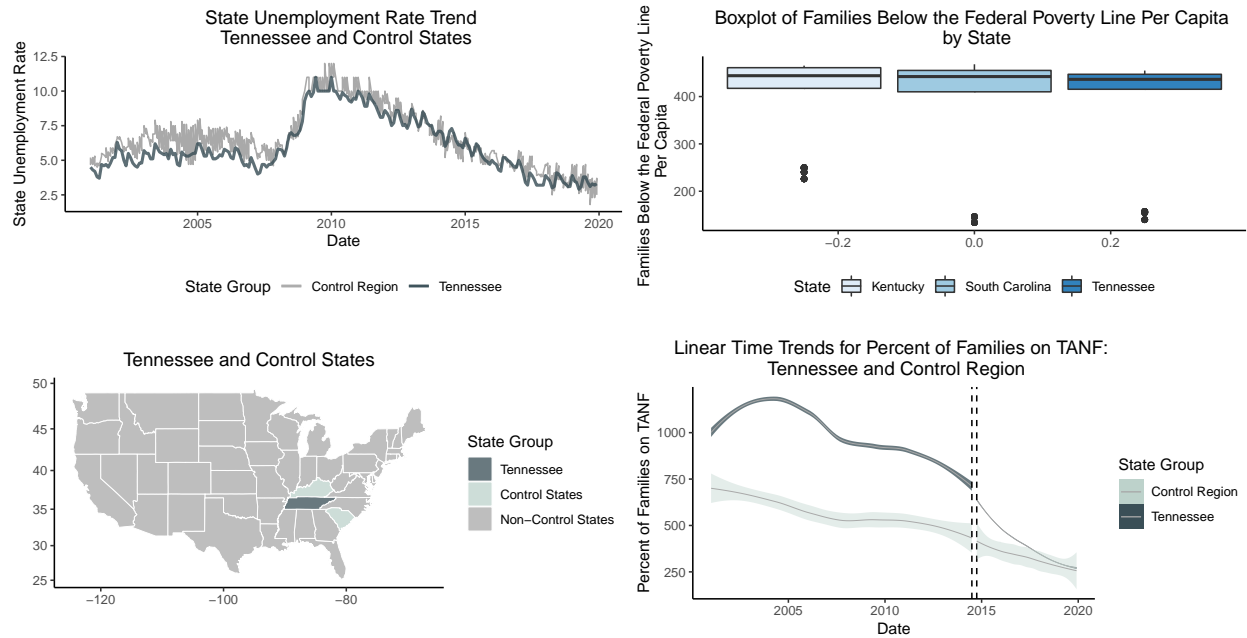 State Unemployment Rate Trend
Tennessee and Control States
State Unemployment Rate
12.5
10.0
7.5
5.0
2.5
2005
2010
2015
2020
Date
State Group
Control Region
Tennessee
Boxplot of Families Below the Federal Poverty Line Per Capita
by State
Families Below the Federal Poverty Line
Per Capita
400
300
200
−0.2
0.0
0.2
State
Kentucky
South Carolina
Tennessee
Tennessee and Control States
50
45
40
35
30
25
−120
−100
−80
State Group
Tennessee
Control States
Non−Control States
Linear Time Trends for Percent of Families on TANF:
Tennessee and Control Region
Percent of Families on TANF
1000
750
500
250
2005
2010
2015
2020
Date
State Group
Control Region
Tennessee